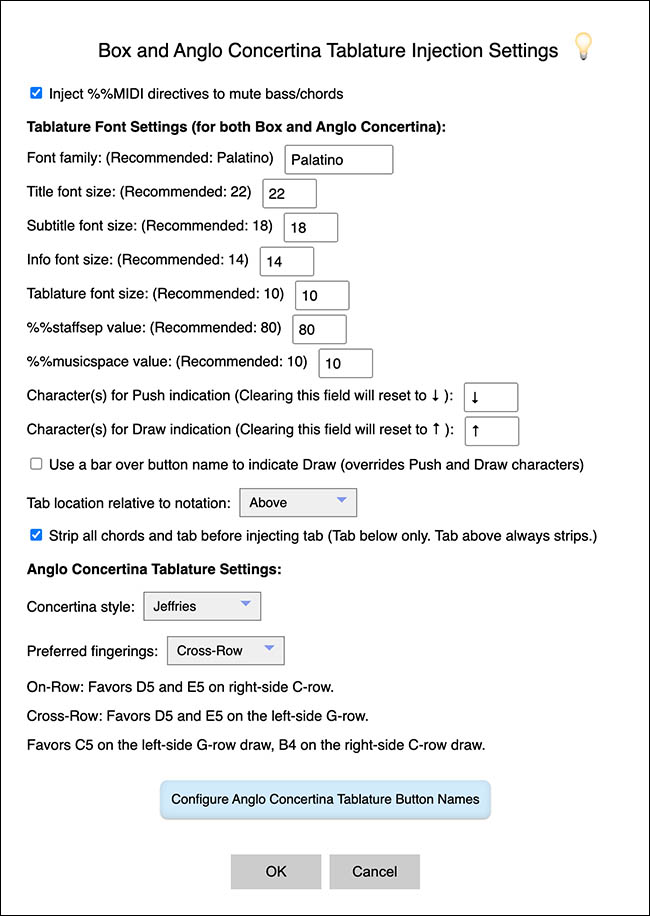 Box and Anglo Concertina Tablature Injection Settings
Inject %%MIDI directives to mute bass/chords
Tablature Font Settings (for both Box and Anglo Concertina):
Font family: (Recommended: Palatino) Palatino
Title font size: (Recommended: 22) 22
Subtitle font size: (Recommended: 18) 18
Info font size: (Recommended: 14) 14
Tablature font size: (Recommended: 10) 10
%%staffsep value: (Recommended: 80) 80
%%musicspace value: (Recommended: 10) 10
Character(s) for Push indication (Clearing this field will reset to ↓ ): ↓
Character(s) for Draw indication (Clearing this field will reset to ↑ ): ↑
Use a bar over button name to indicate Draw (overrides Push and Draw characters)
Tab location relative to notation: Above
Strip all chords and tab before injecting tab (Tab below only. Tab above always strips.)
Anglo Concertina Tablature Settings:
Concertina style: Jeffries
Preferred fingerings: Cross-Row
On-Row: Favors D5 and E5 on right-side C-row.
Cross-Row: Favors D5 and E5 on the left-side G-row.
Favors C5 on the left-side G-row draw, B4 on the right-side C-row draw.
Configure Anglo Concertina Tablature Button Names
OK Cancel